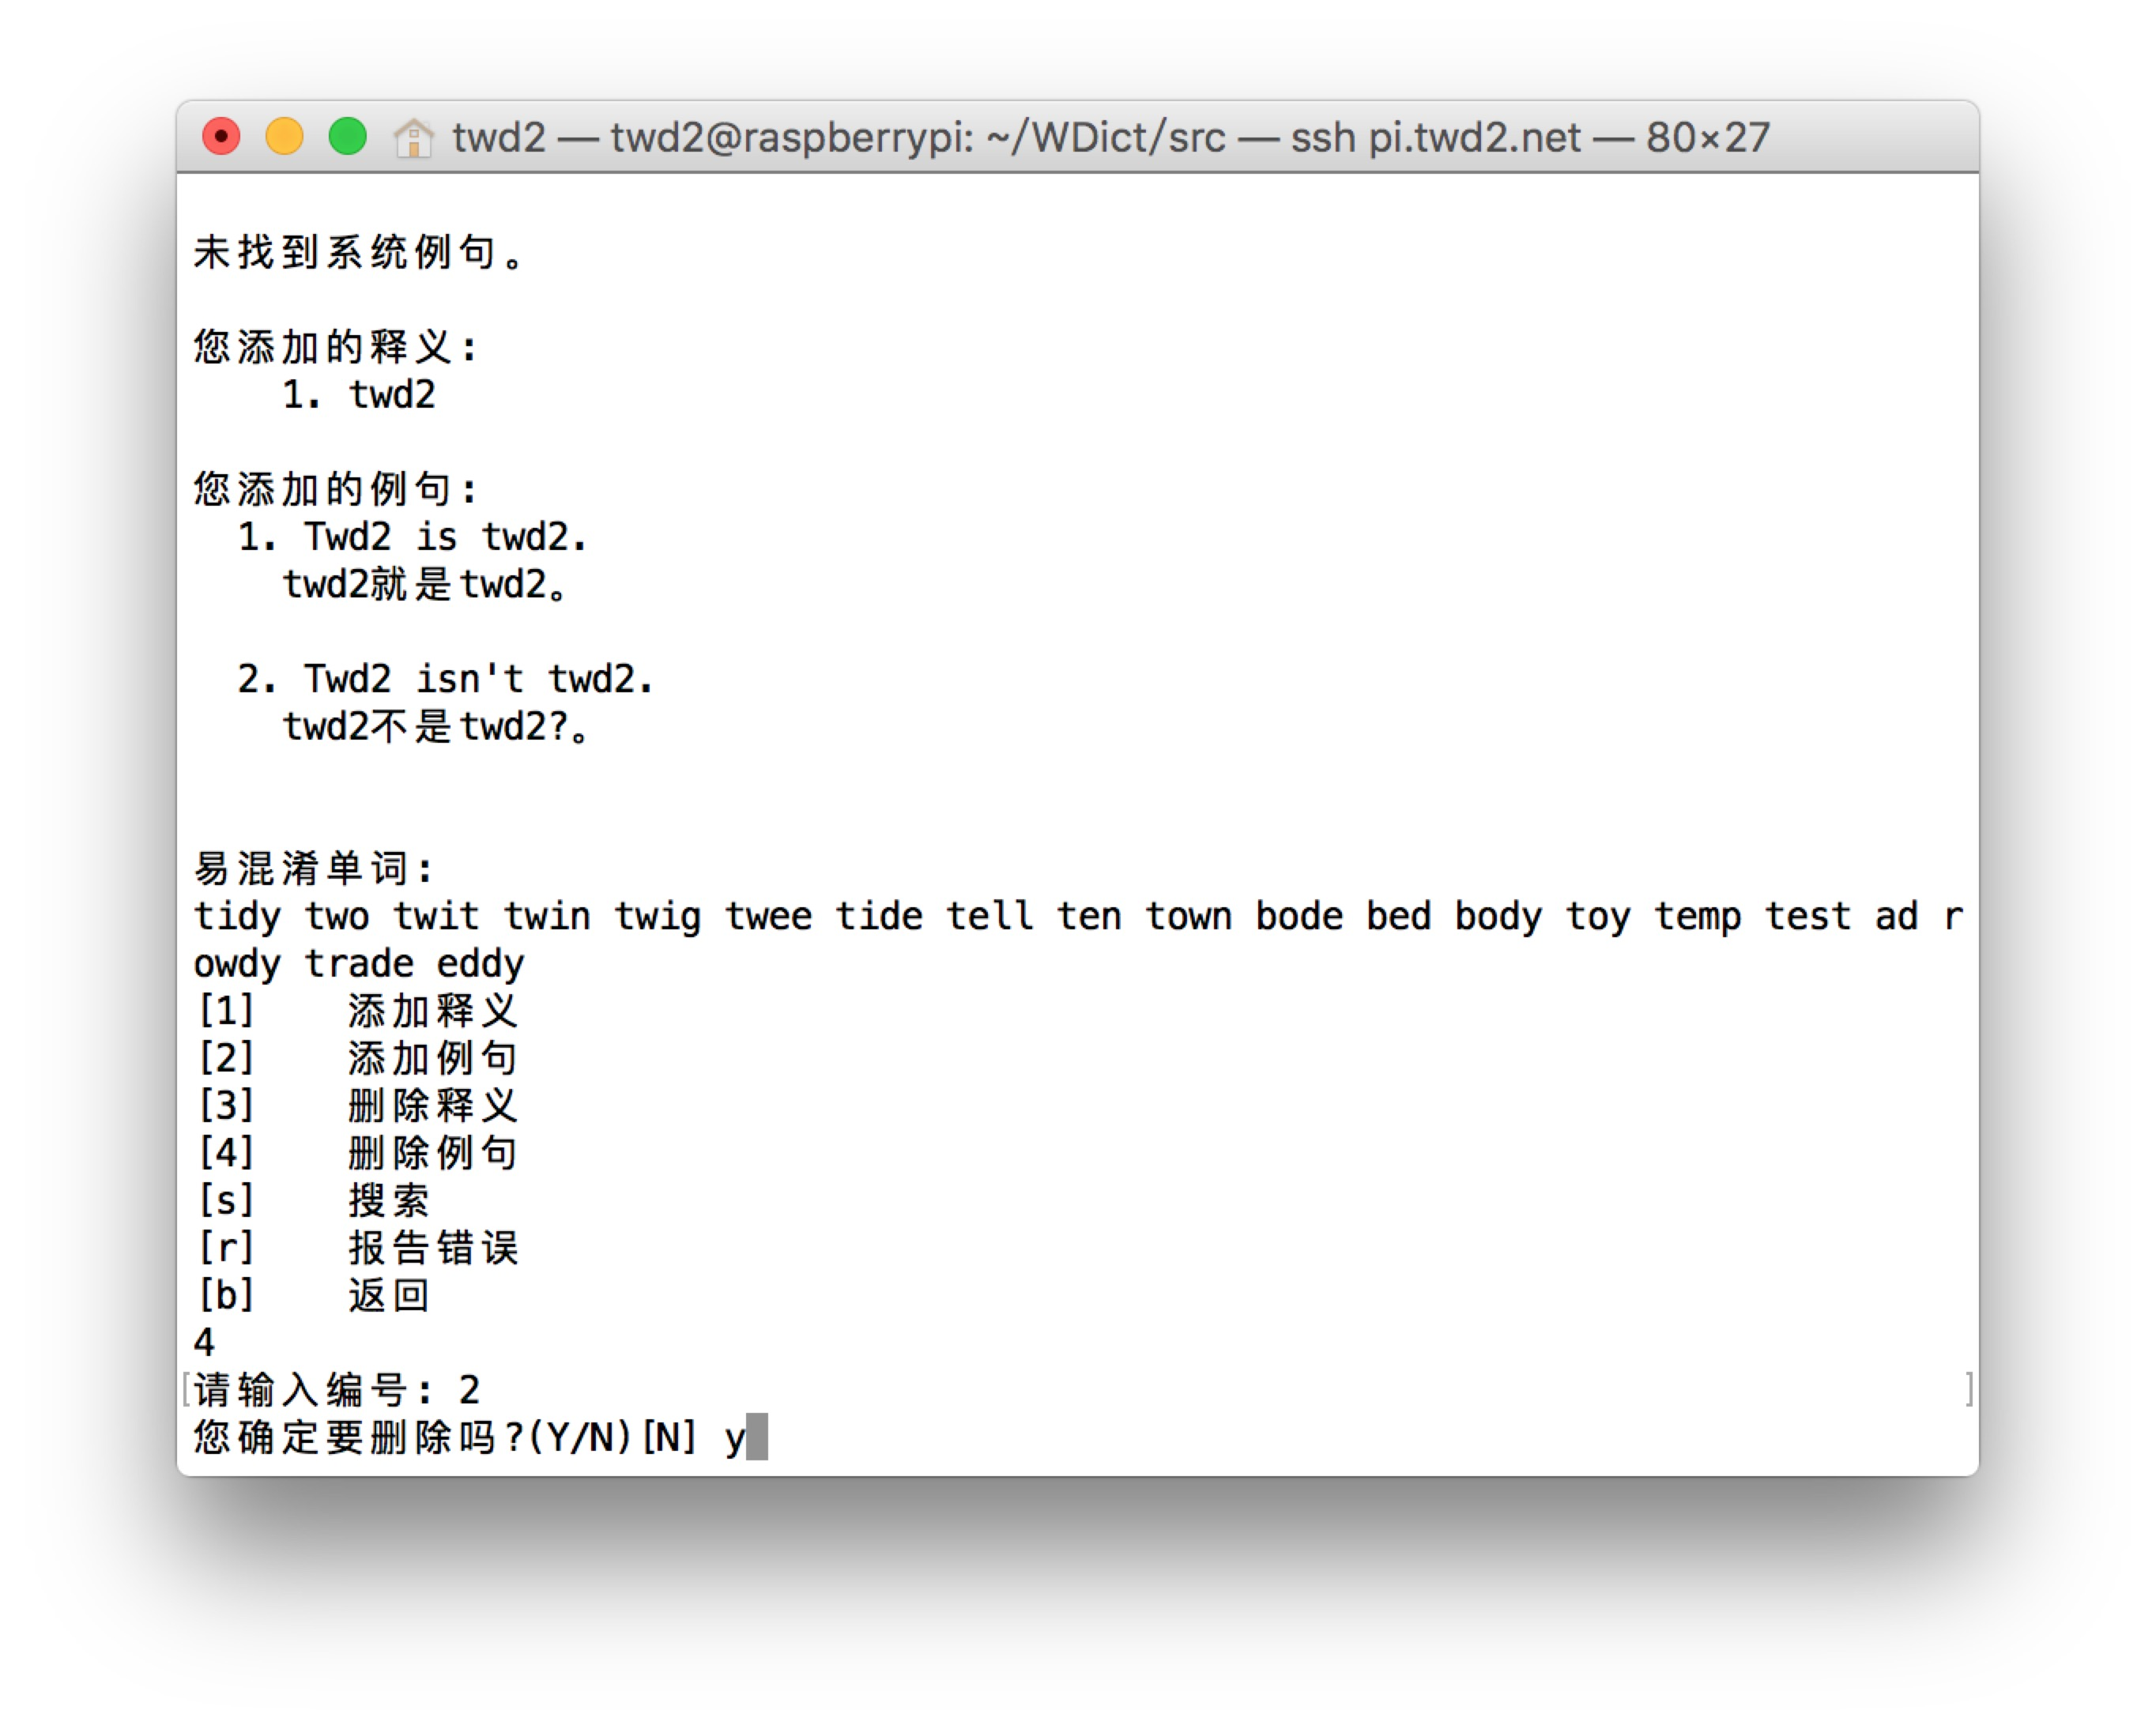 twd2 — twd2@raspberrypi: ~/WDict/src — ssh pi.twd2.net — 80×27
未找到系统例句。
您添加的释义:
1. twd2
您添加的例句:
1. Twd2 is twd2.
twd2就是twd2。
2. Twd2 isn't twd2.
twd2不是twd2?。
易混淆单词:
tidy two twit twin twig twee tide tell ten town bode bed body toy temp test ad r
owdy trade eddy
[1]    添加释义
[2]    添加例句
[3]    删除释义
[4]    删除例句
[s]    搜索
[r]    报告错误
[b]    返回
4
[请输入编号: 2 ]
您确定要删除吗?(Y/N)[N] y